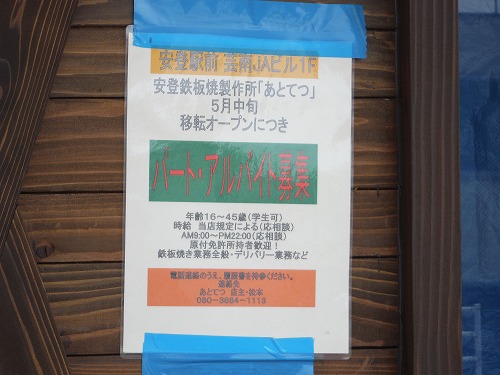 安登駅前 芸南JAビル1F
安登鉄板焼製作所「あとてつ」
5月中旬
移転オープンにつき
パート・アルバイト募集
年齢16～45歳(学生可)
時給 当店規定による(応相談)
AM9:00～PM22:00(応相談)
原付免許所持者歓迎！
鉄板焼き業務全般・デリバリー業務など
電話連絡のうえ、履歴書を持参ください。
連絡先
あとてつ 店主・松本
090-3664-1113